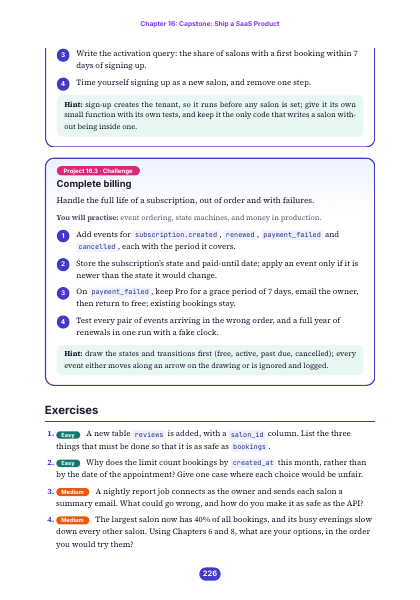 Chapter 16: Capstone: Ship a SaaS Product
3 Write the activation query: the share of salons with a first booking within 7
days of signing up.
4 Time yourself signing up as a new salon, and remove one step.
Hint: sign-up creates the tenant, so it runs before any salon is set; give it its own
small function with its own tests, and keep it the only code that writes a salon with-
out being inside one.
Project 16.3 · Challenge
Complete billing
Handle the full life of a subscription, out of order and with failures.
You will practise: event ordering, state machines, and money in production.
1 Add events for subscription.created, renewed, payment_failed and
cancelled, each with the period it covers.
2 Store the subscription's state and paid-until date; apply an event only if it is
newer than the state it would change.
3 On payment_failed, keep Pro for a grace period of 7 days, email the owner,
then return to free; existing bookings stay.
4 Test every pair of events arriving in the wrong order, and a full year of
renewals in one run with a fake clock.
Hint: draw the states and transitions first (free, active, past due, cancelled); every
event either moves along an arrow on the drawing or is ignored and logged.
Exercises
1. Easy A new table reviews is added, with a salon_id column. List the three
things that must be done so that it is as safe as bookings.
2. Easy Why does the limit count bookings by created_at this month, rather than
by the date of the appointment? Give one case where each choice would be unfair.
3. Medium A nightly report job connects as the owner and sends each salon a
summary email. What could go wrong, and how do you make it as safe as the API?
4. Medium The largest salon now has 40% of all bookings, and its busy evenings slow
down every other salon. Using Chapters 6 and 8, what are your options, in the order
you would try them?
226